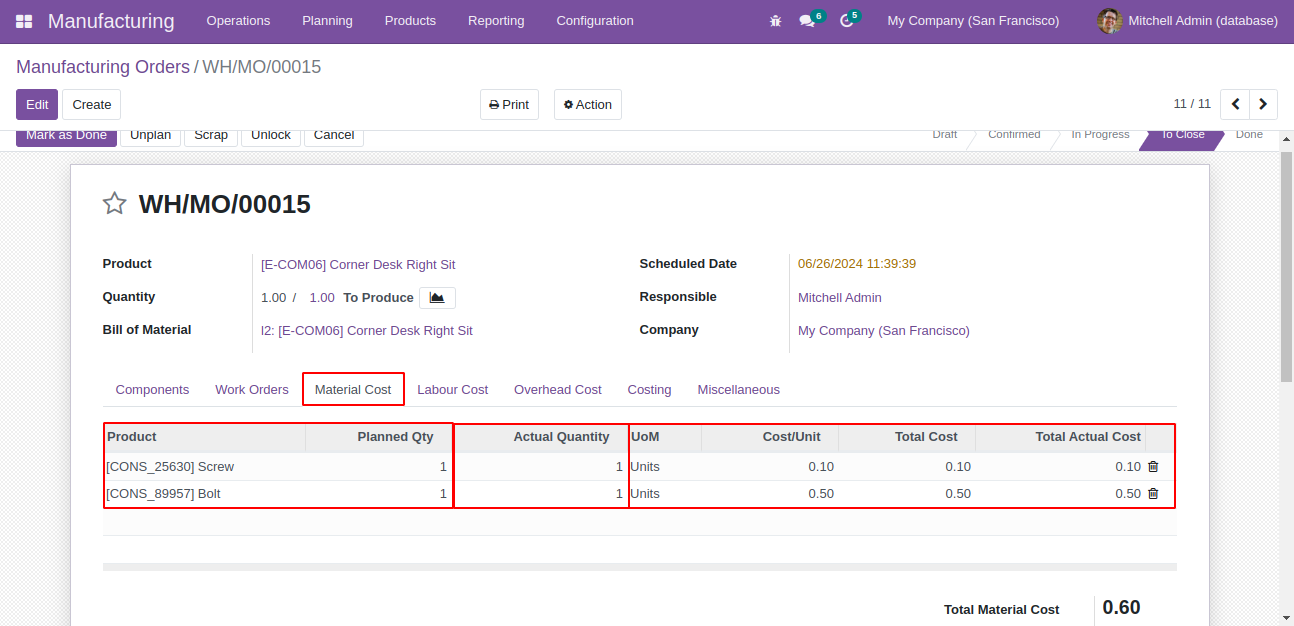 Manufacturing Operations Planning Products Reporting Configuration 6 5 My Company (San Francisco) Mitchell Admin (database)
Manufacturing Orders / WH/MO/00015
Edit Create Print Action 11 / 11
Mark as Done Unplan Scrap Unlock Cancel Draft Confirmed In Progress To Close Done
WH/MO/00015
Product [E-COM06] Corner Desk Right Sit Scheduled Date 06/26/2024 11:39:39
Quantity 1.00 / 1.00 To Produce Responsible Mitchell Admin
Bill of Material l2: [E-COM06] Corner Desk Right Sit Company My Company (San Francisco)
Components Work Orders Material Cost Labour Cost Overhead Cost Costing Miscellaneous
Product Planned Qty Actual Quantity UoM Cost/Unit Total Cost Total Actual Cost
[CONS_25630] Screw 1 1 Units 0.10 0.10 0.10
[CONS_89957] Bolt 1 1 Units 0.50 0.50 0.50
Total Material Cost 0.60